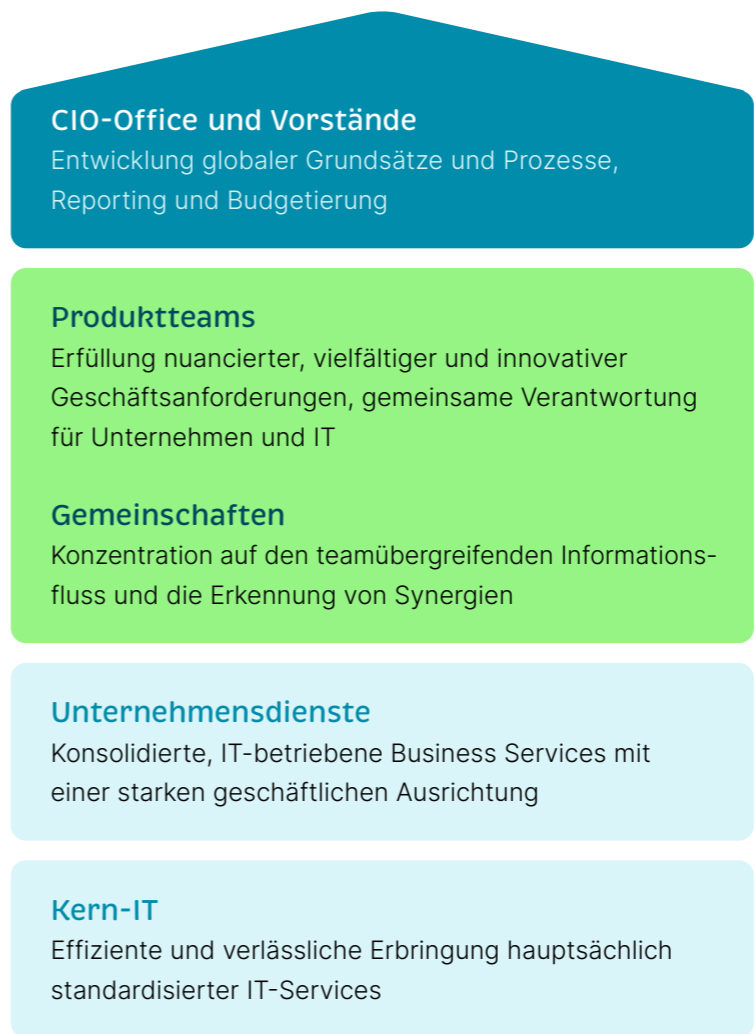 CIO-Office und Vorstände
Entwicklung globaler Grundsätze und Prozesse,
Reporting und Budgetierung
Produktteams
Erfüllung nuancierter, vielfältiger und innovativer
Geschäftsanforderungen, gemeinsame Verantwortung
für Unternehmen und IT
Gemeinschaften
Konzentration auf den teamübergreifenden Informations-
fluss und die Erkennung von Synergien
Unternehmensdienste
Konsolidierte, IT-betriebene Business Services mit
einer starken geschäftlichen Ausrichtung
Kern-IT
Effiziente und verlässliche Erbringung hauptsächlich
standardisierter IT-Services